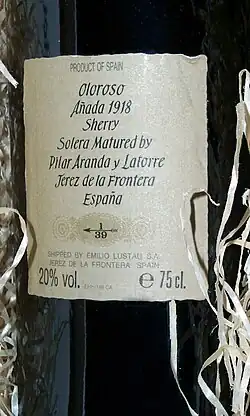 PRODUCT OF SPAIN
Oloroso
Añada 1918
Sherry
Solera Matured by
Pilar Aranda y Latorre
Jerez de la Frontera
España
1
39
SHIPPED BY EMILIO LUSTAU S.A.
JEREZ DE LA FRONTERA SPAIN
20% vol.
e 75 cl.